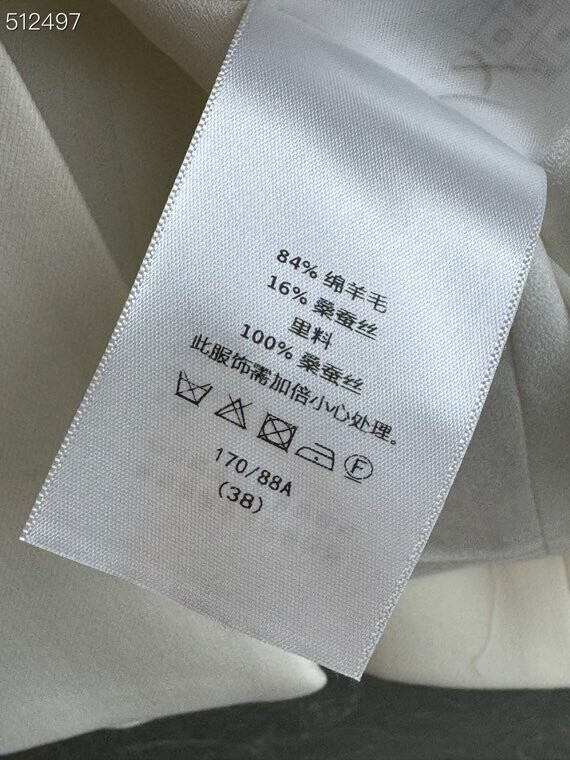 512497
84% 绵羊毛
16% 桑蚕丝
里料
100% 桑蚕丝
此服饰需加倍小心处理。
F
170/88A
(38)